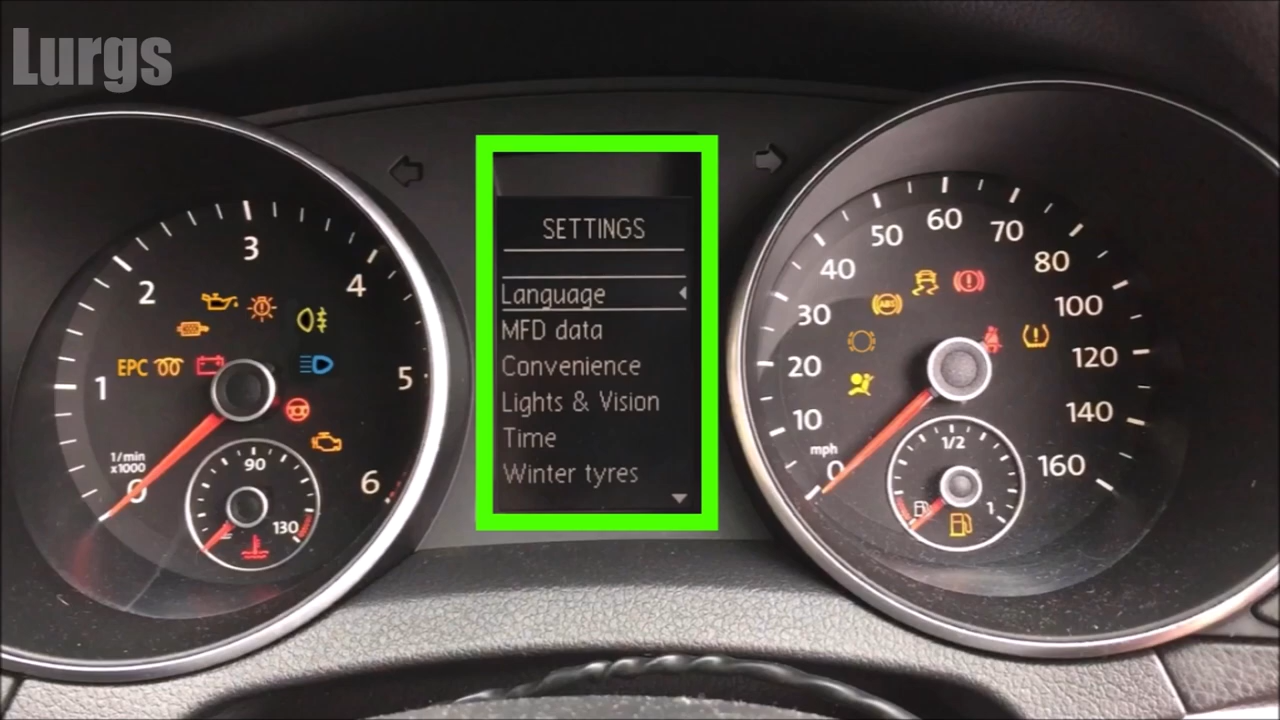 Lurgs
1
2
3
4
5
6
0
1/min
x1000
EPC
90
130
SETTINGS
Language
MFD data
Convenience
Lights & Vision
Time
Winter tyres
0
10
20
30
40
50
60
70
80
100
120
140
160
mph
ABS
1/2
1